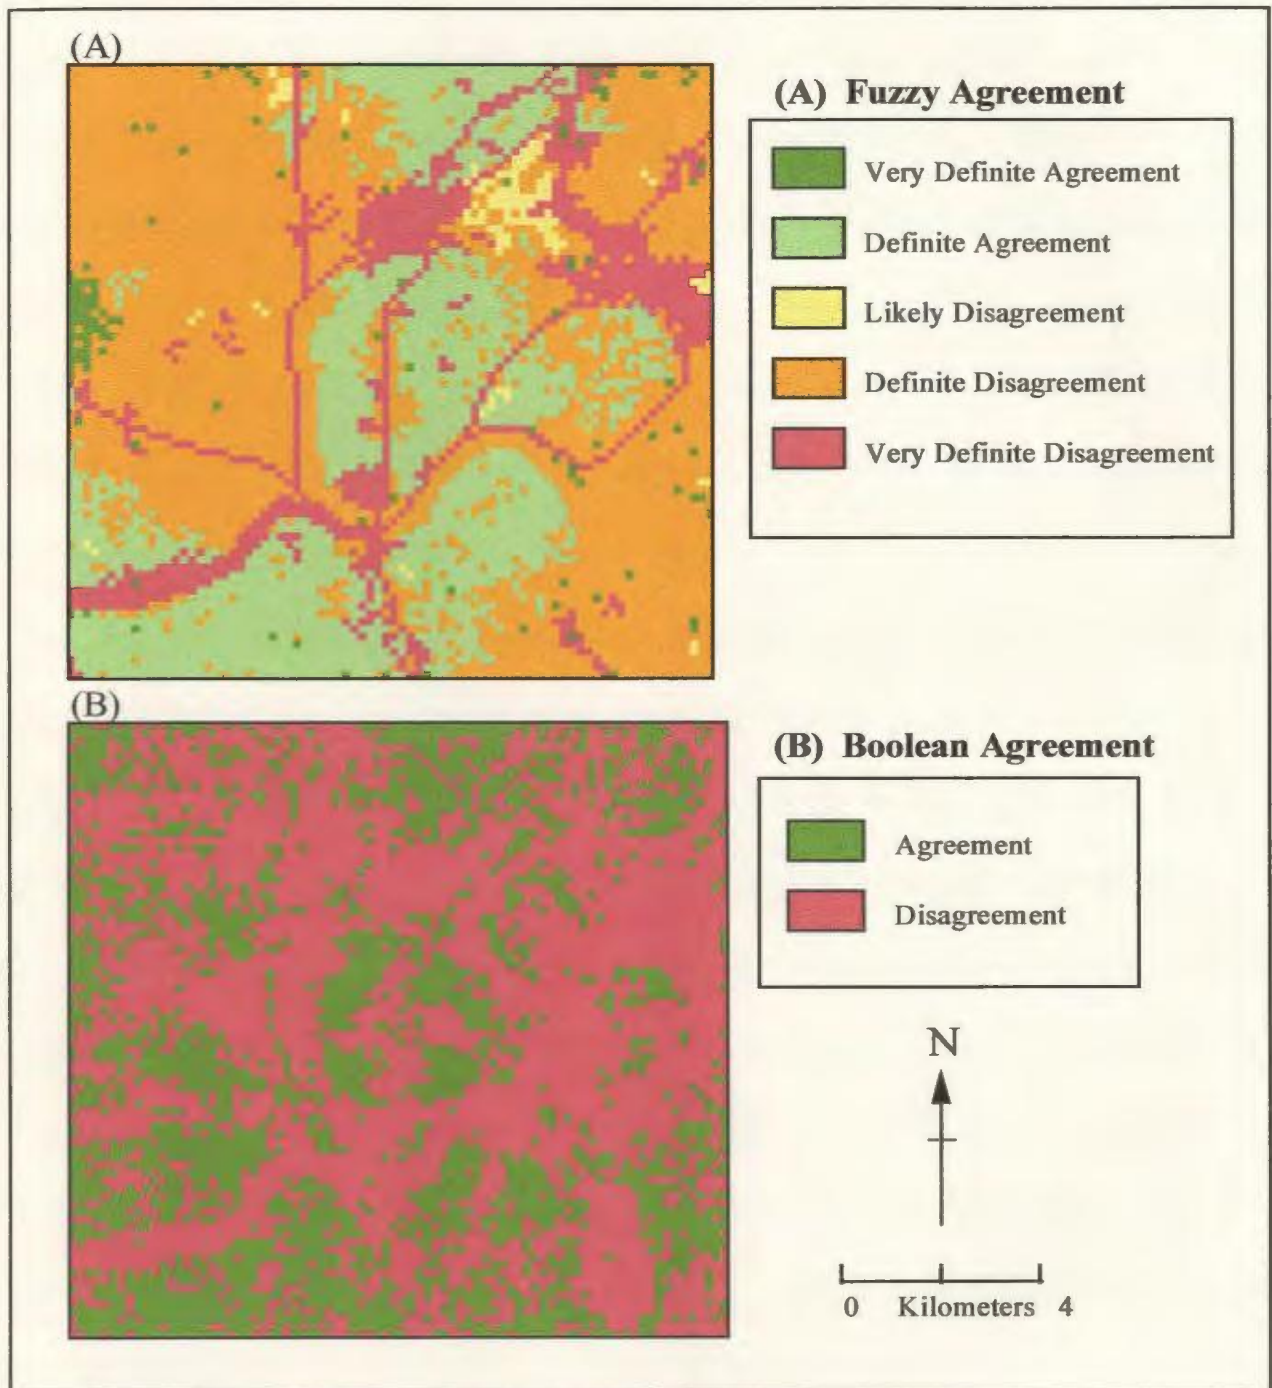 (A)
(A) Fuzzy Agreement
Very Definite Agreement
Definite Agreement
Likely Disagreement
Definite Disagreement
Very Definite Disagreement
(B)
(B) Boolean Agreement
Agreement
Disagreement
N
0 Kilometers 4